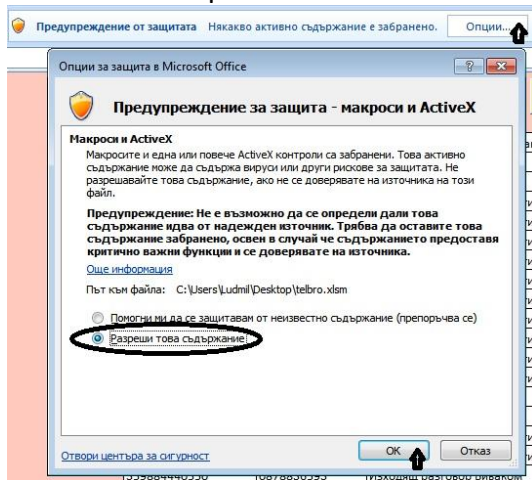 Предупреждение от защитата Някакво активно съдържание е забранено. Опции...
Опции за защита в Microsoft Office
Предупреждение за защита - макроси и ActiveX
Макроси и ActiveX
Макросите и една или повече ActiveX контроли са забранени. Това активно
съдържание може да съдържа вируси или други рискове за защитата. Не
разрешавайте това съдържание, ако не се доверявате на източника на този
файл.
Предупреждение: Не е възможно да се определи дали това
съдържание идва от надежден източник. Трябва да оставите това
съдържание забранено, освен в случай че съдържанието предоставя
критично важни функции и се доверявате на източника.
Още информация
Път към файла: C:\Users\Ludmil\Desktop\telbro.xlsm
Помогни ми да се защитавам от неизвестно съдържание (препоръчва се)
Разреши това съдържание
Отвори центъра за сигурност OK Отказ